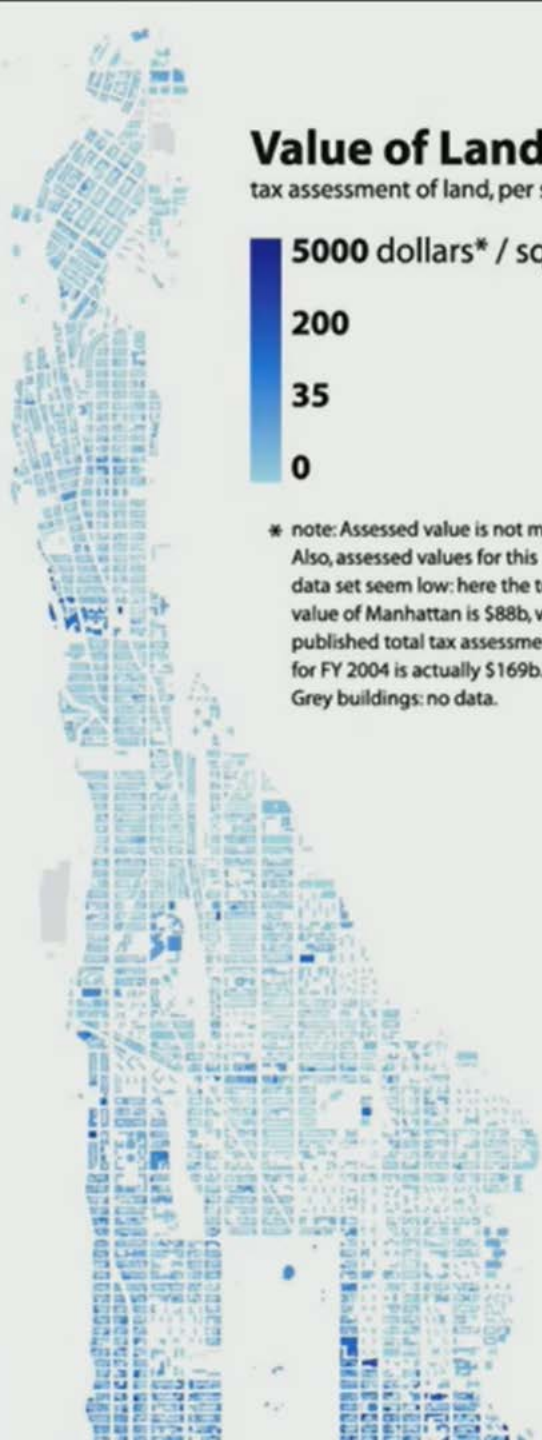 Value of Land
tax assessment of land, per
5000 dollars* / sq
200
35
0
* note: Assessed value is not
Also, assessed values for this
data set seem low: here the
value of Manhattan is $88b,
published total tax
for FY 2004 is actually $169b.
Grey buildings: no data.